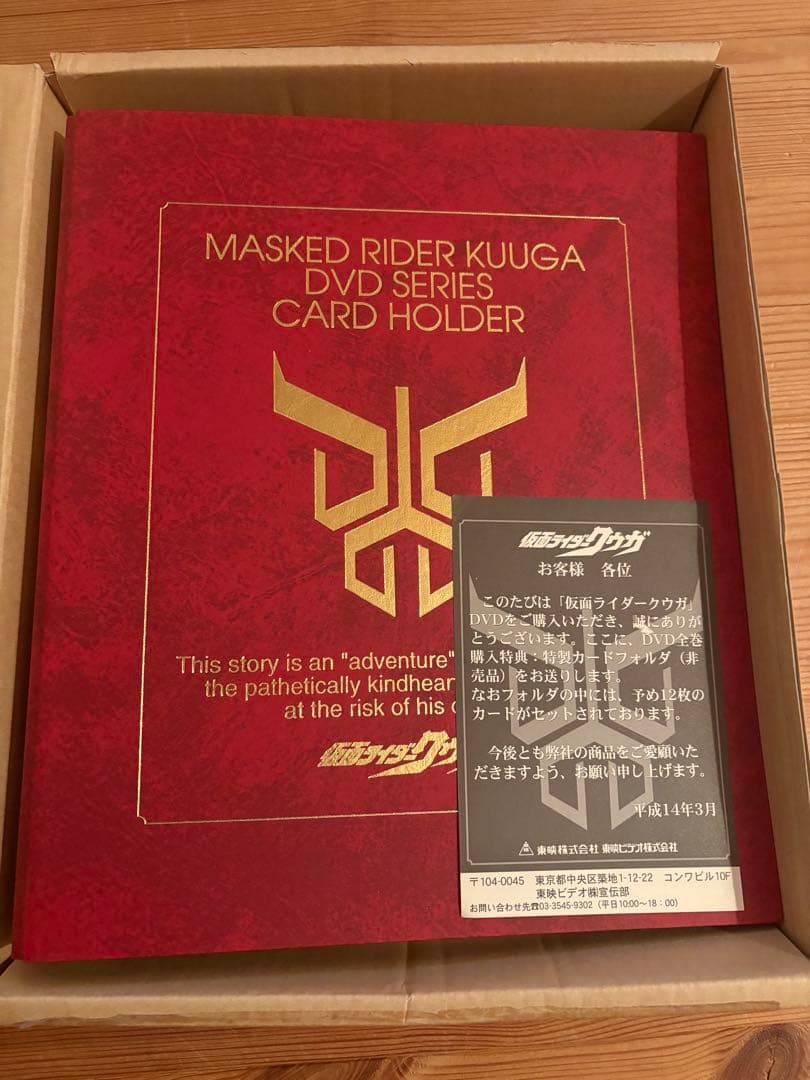 MASKED RIDER KUUGA
DVD SERIES
CARD HOLDER
This story is an "adventure"
the pathetically kindhear
at the risk of his
仮面ライダークウ
仮面ライダークウガ
お客様 各位
このたびは「仮面ライダークウガ」
DVDをご購入いただき、誠にありが
とうございます。ここに、DVD全巻
購入特典:特製カードフォルダ(非
売品)をお送りします。
なおフォルダの中には、予め12枚の
カードがセットされております。
今後とも弊社の商品をご愛顧いた
だきますよう、お願い申し上げます。
平成14年3月
東映株式会社 東映ビデオ株式会社
〒104-0045 東京都中央区築地1-12-22 コンワビル10F
東映ビデオ㈱宣伝部
お問い合わせ先☎03-3545-9302(平日10:00〜18:00)